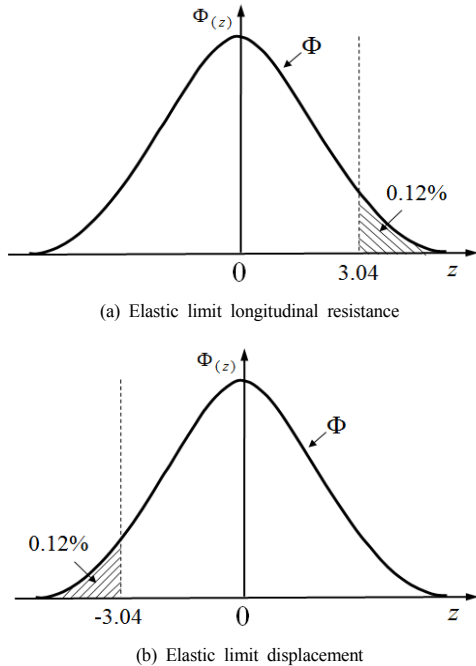 Φ(z)
Φ
0.12%
0
3.04
z
(a) Elastic limit longitudinal resistance
Φ(z)
Φ
0.12%
-3.04
0
z
(b) Elastic limit displacement